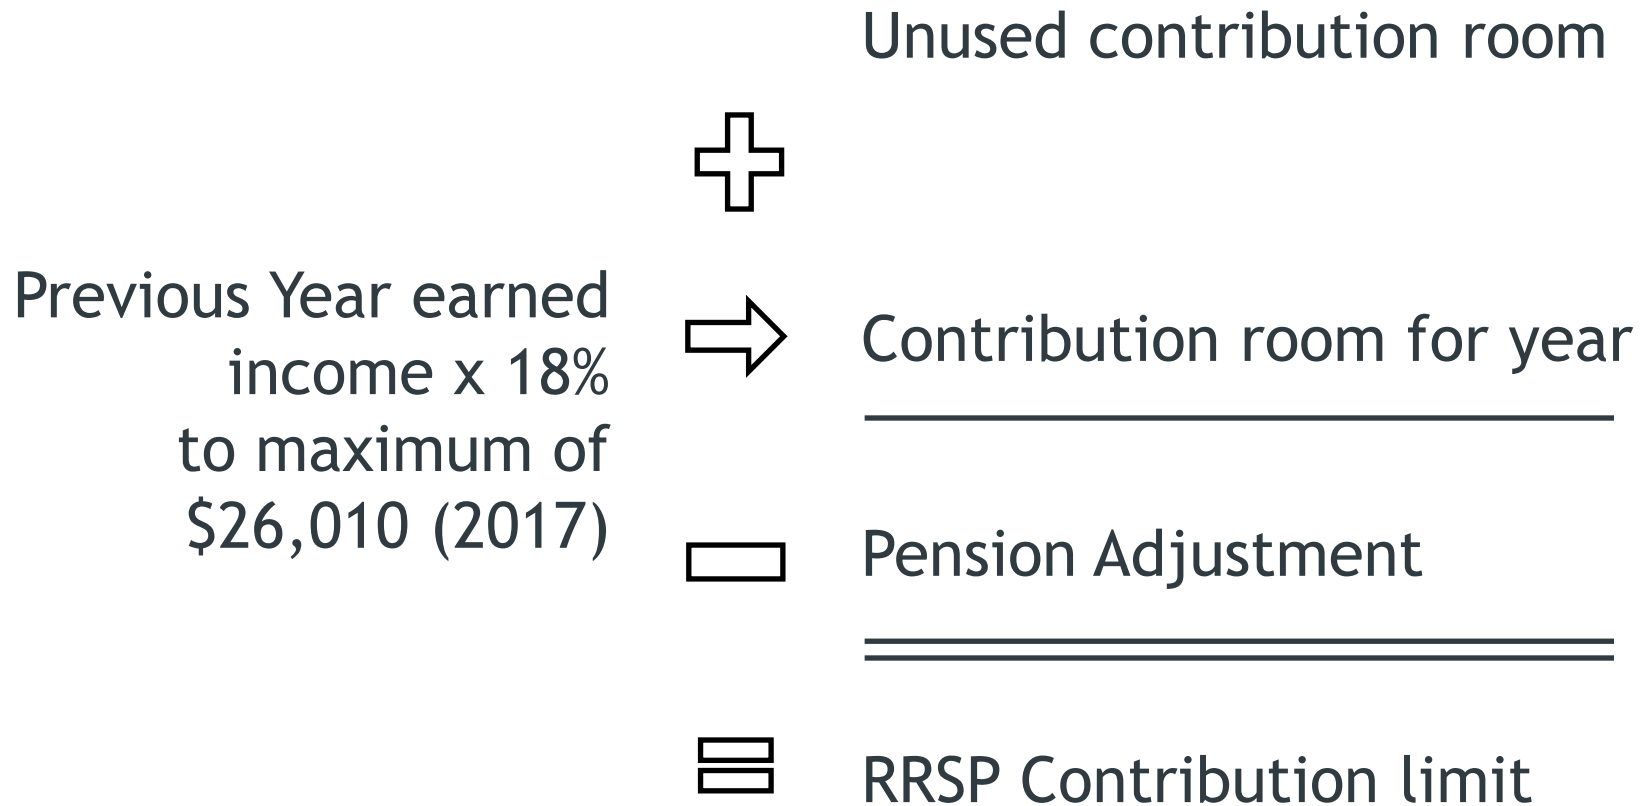 Unused contribution room
Previous Year earned
income x 18%
to maximum of
$26,010 (2017)
Contribution room for year
Pension Adjustment
RRSP Contribution limit